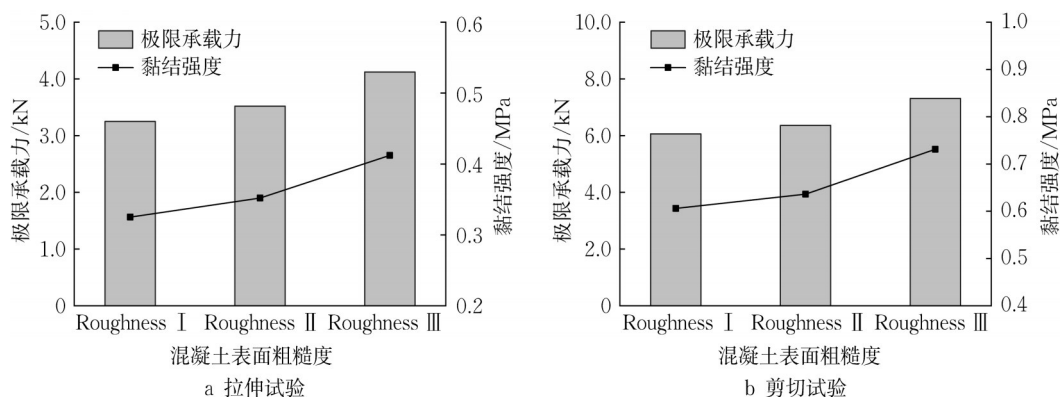 5.0
4.0
3.0
2.0
1.0
0
极限承载力/kN
极限承载力
黏结强度
0.6
0.5
0.4
0.3
0.2
黏结强度/MPa
Roughness Ⅰ Roughness Ⅱ Roughness Ⅲ
混凝土表面粗糙度
a 拉伸试验
10.0
8.0
6.0
4.0
2.0
0
极限承载力/kN
极限承载力
黏结强度
1.0
0.9
0.8
0.7
0.6
0.5
0.4
黏结强度/MPa
Roughness Ⅰ Roughness Ⅱ Roughness Ⅲ
混凝土表面粗糙度
b 剪切试验